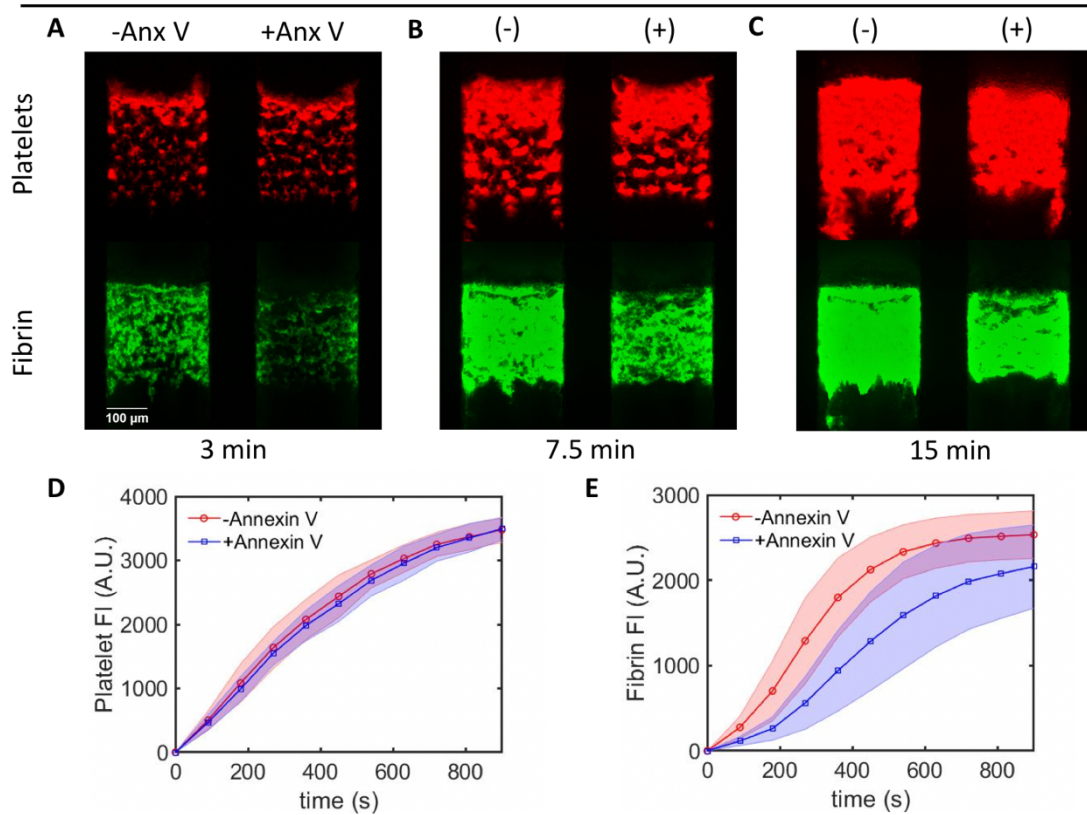 A -Anx V +Anx V B (-) (+) C (-) (+)
Platelets
Fibrin
100 µm
3 min 7.5 min 15 min
D
4000
3000
2000
1000
0
Platelet FI (A.U.)
-Annexin V
+Annexin V
0 200 400 600 800
time (s)
E
3000
2000
1000
0
Fibrin FI (A.U.)
-Annexin V
+Annexin V
0 200 400 600 800
time (s)